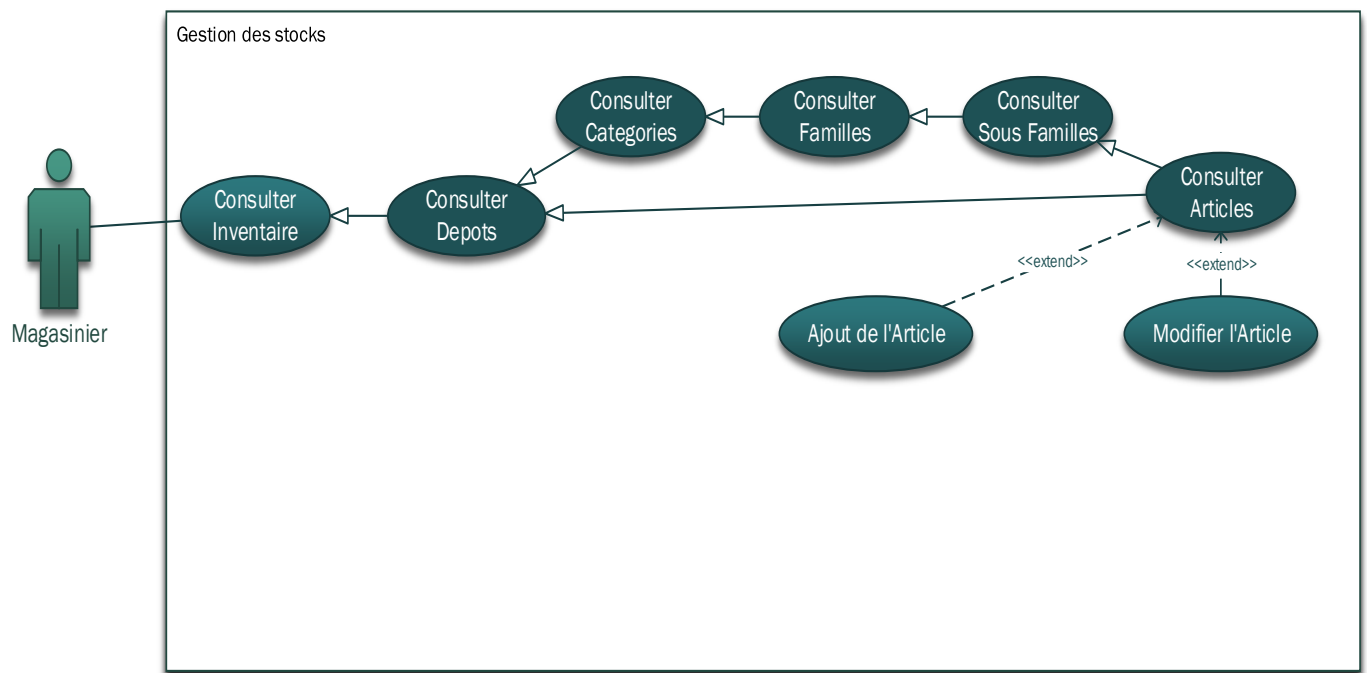 Gestion des stocks
Consulter
Categories
Consulter
Familles
Consulter
Sous Familles
Consulter
Articles
Consulter
Inventaire
Consulter
Depots
<<extend>>
<<extend>>
Ajout de l'Article
Modifier l'Article
Magasinier